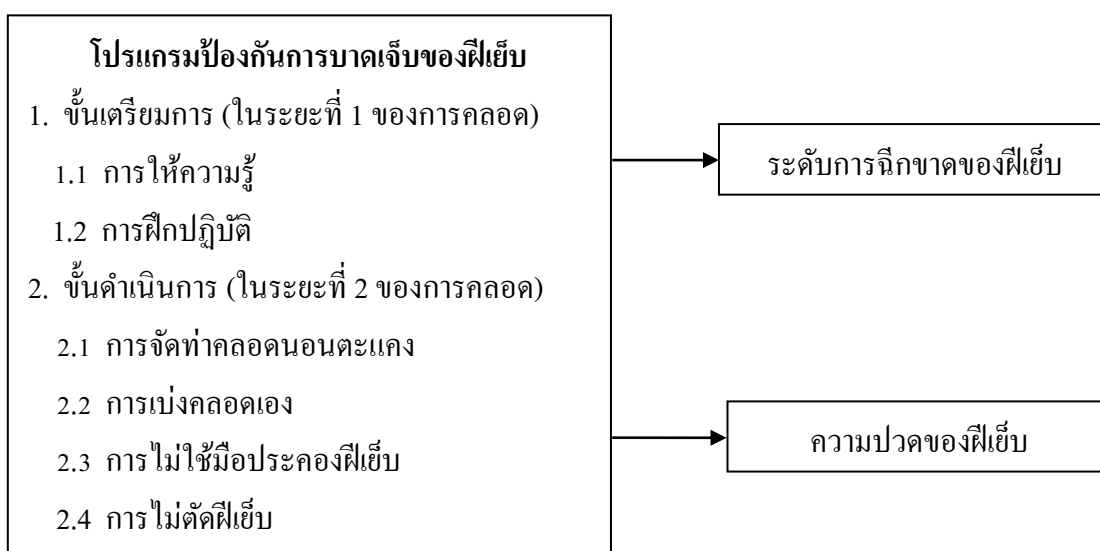 โปรแกรมป้องกันการบาดเจ็บของฝีเย็บ
1. ขั้นเตรียมการ (ในระยะที่ 1 ของการคลอด)
1.1 การให้ความรู้
1.2 การฝึกปฏิบัติ
2. ขั้นดำเนินการ (ในระยะที่ 2 ของการคลอด)
2.1 การจัดท่าคลอดนอนตะแคง
2.2 การเบ่งคลอดเอง
2.3 การไม่ใช้มือประคองฝีเย็บ
2.4 การไม่ตัดฝีเย็บ
ระดับการฉีกขาดของฝีเย็บ
ความปวดของฝีเย็บ